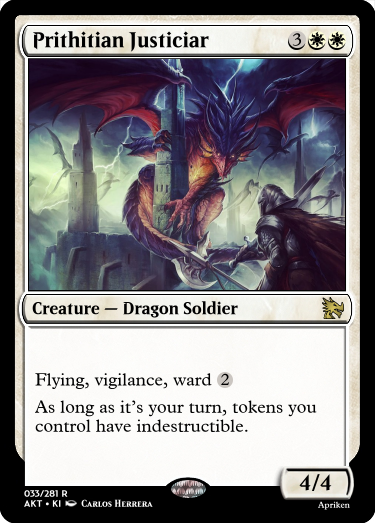 Prithitian Justiciar 3
Creature — Dragon Soldier
Flying, vigilance, ward 2
As long as it's your turn, tokens you
control have indestructible.
4/4
033/281 R
AKT • KI Carlos Herrera
Apriken